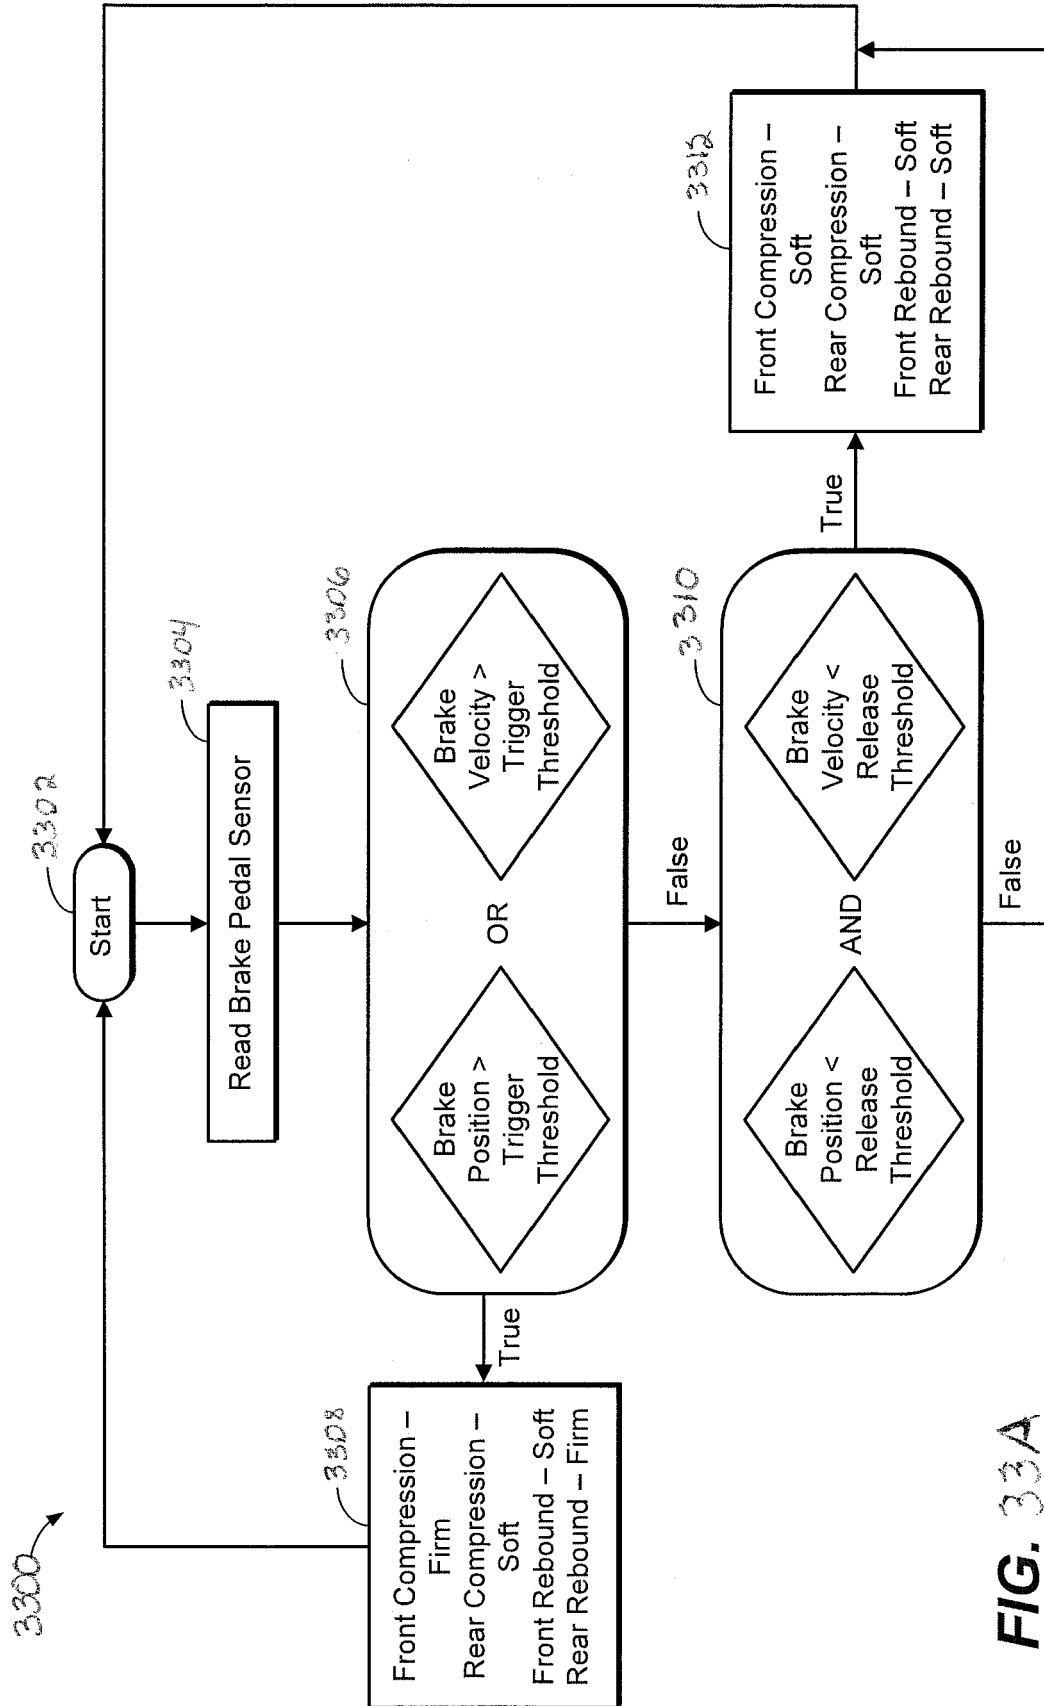 3300
3302
Start
3304
Read Brake Pedal Sensor
3306
Brake
Position >
Trigger
Threshold
OR
Brake
Velocity >
Trigger
Threshold
True
3308
Front Compression –
Firm
Rear Compression –
Soft
Front Rebound – Soft
Rear Rebound – Firm
False
3310
Brake
Position <
Release
Threshold
AND
Brake
Velocity <
Release
Threshold
True
3312
Front Compression –
Soft
Rear Compression –
Soft
Front Rebound – Soft
Rear Rebound – Soft
False
FIG. 33A